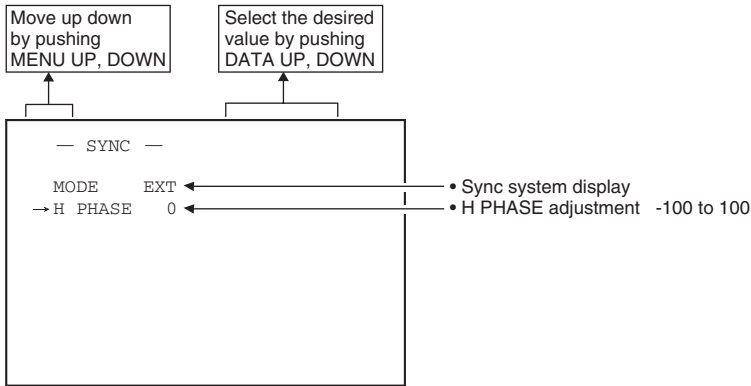 Move up down
by pushing
MENU UP, DOWN
Select the desired
value by pushing
DATA UP, DOWN
— SYNC —
MODE EXT
• Sync system display
→H PHASE 0
• H PHASE adjustment -100 to 100